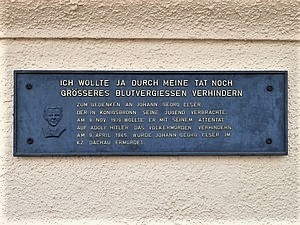 ICH WOLLTE JA DURCH MEINE TAT NOCH
GRÖSSERES BLUTVERGIESSEN VERHINDERN
ZUM GEDENKEN AN JOHANN GEORG ELSER
DER IN KÖNIGSBRONN SEINE JUGEND VERBRACHTE.
AM 8. NOV. 1939 WOLLTE ER MIT SEINEM ATTENTAT
AUF ADOLF HITLER DAS VÖLKERMORDEN VERHINDERN.
AM 9. APRIL 1945 WURDE JOHANN GEORG ELSER IM
KZ DACHAU ERMORDET.